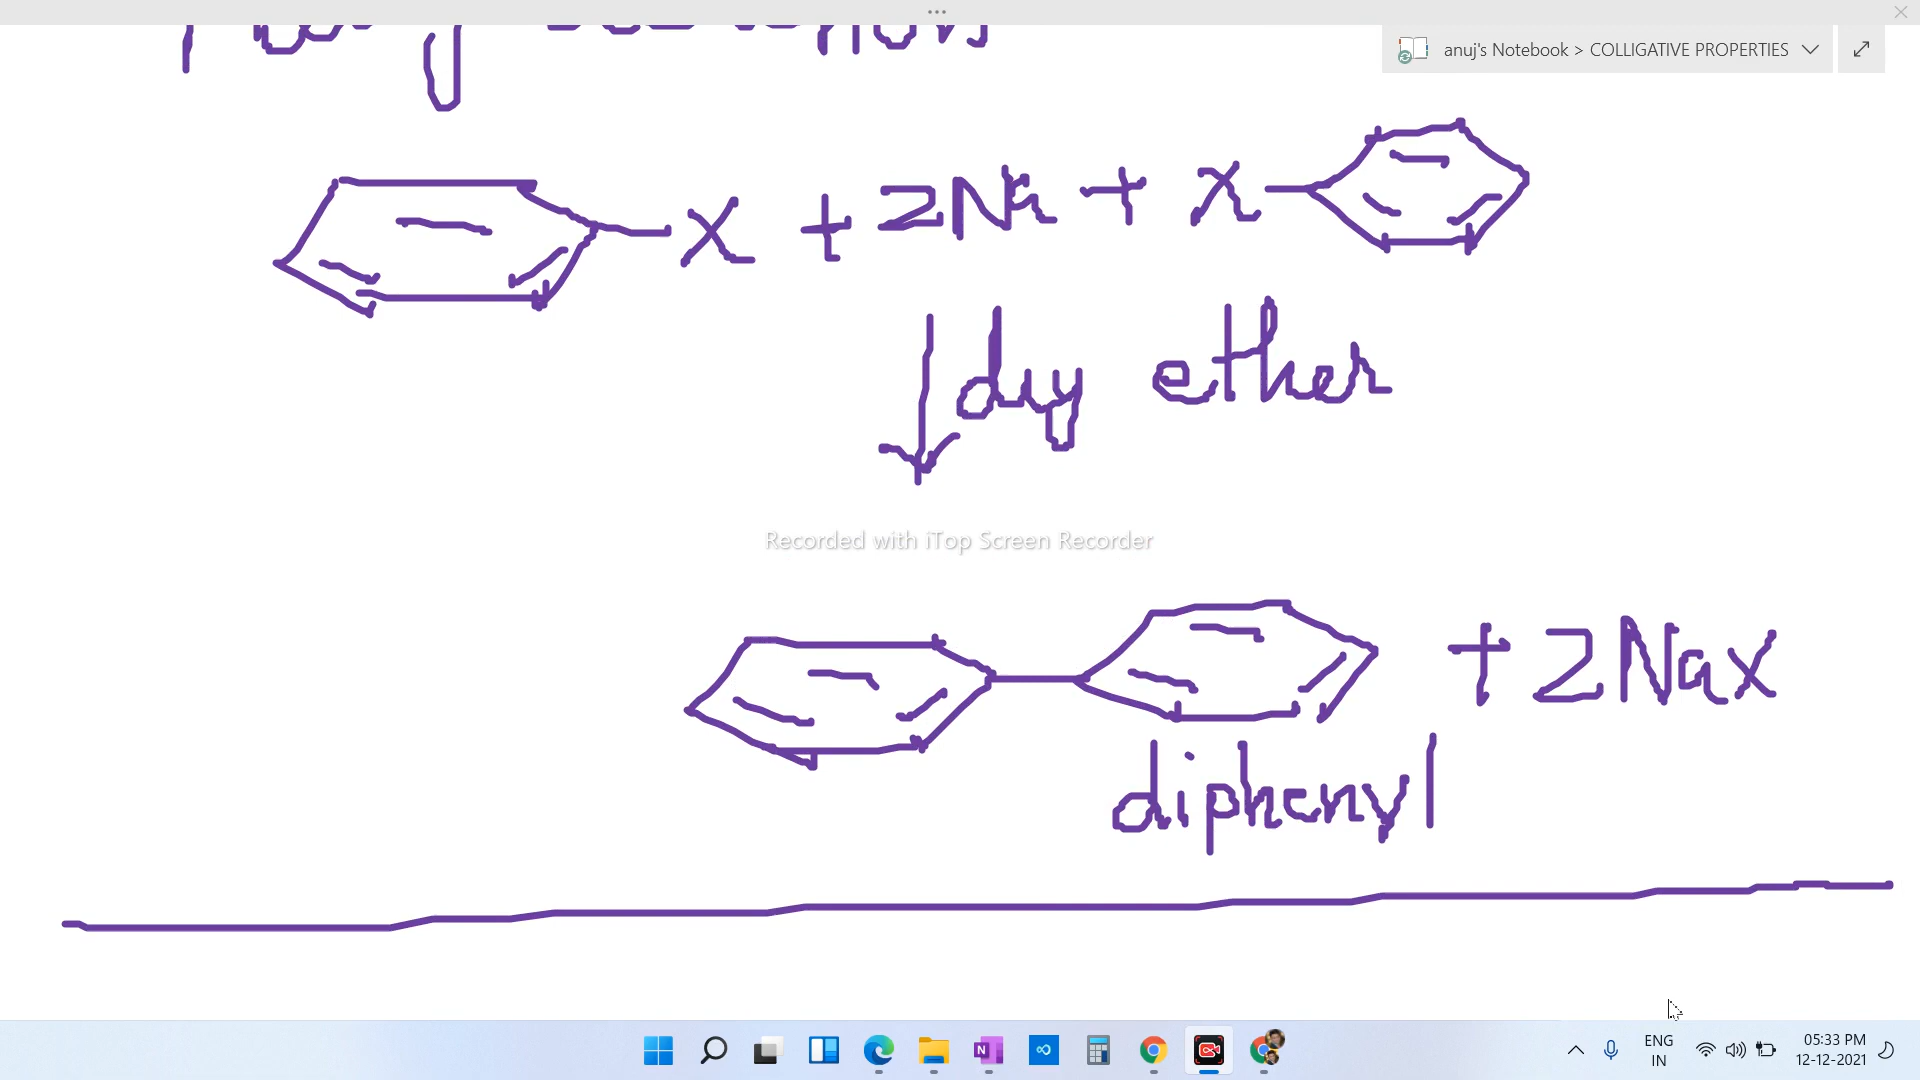 anuj's Notebook > COLLIGATIVE PROPERTIES
X + 2Na + X
dry ether
Recorded with iTop Screen Recorder
+ 2NaX
diphenyl
ENG
IN
05:33 PM
12-12-2021